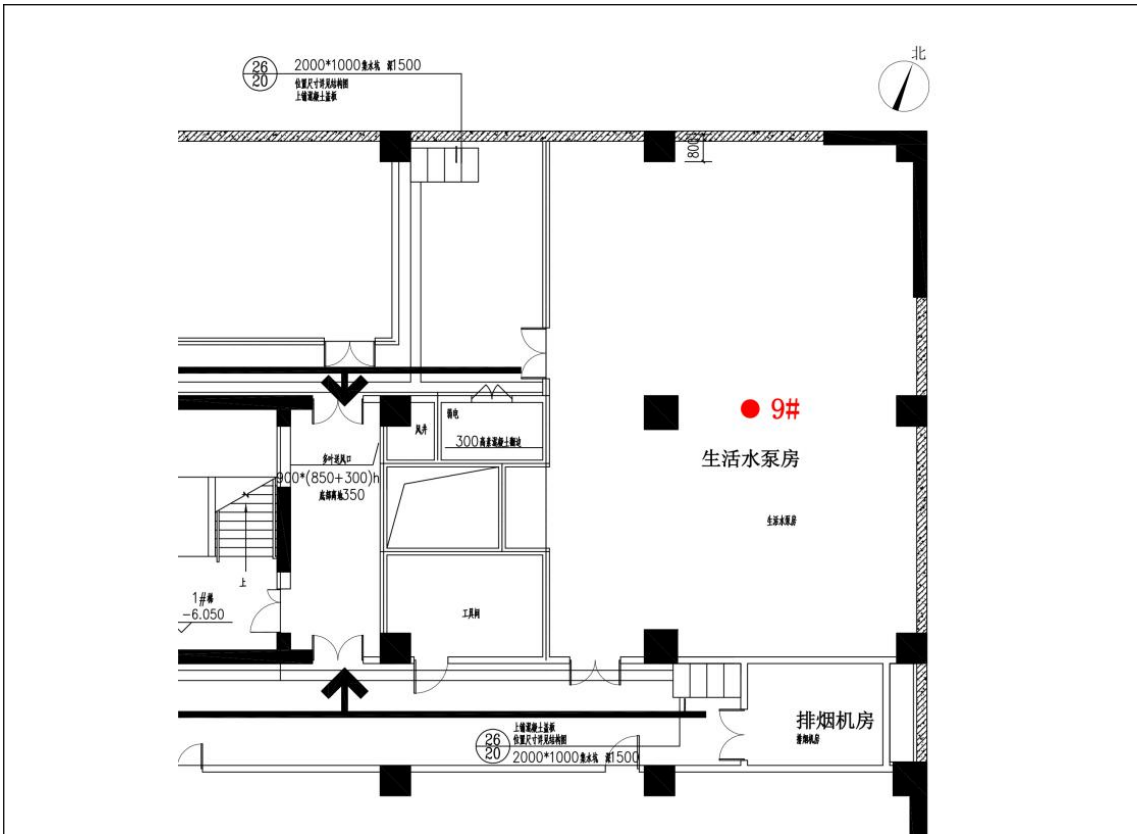 北
26
20
2000*1000集水坑 深1500
位置尺寸详见结构图
上铺混凝土盖板
800
9#
生活水泵房
生活水泵房
风井
弱电
300高素混凝土翻边
多叶送风口
900*(850+300)h
底部离地350
上
1#梯
-6.050
工具间
排烟机房
排烟机房
上铺混凝土盖板
位置尺寸详见结构图
26
20
2000*1000集水坑 深1500